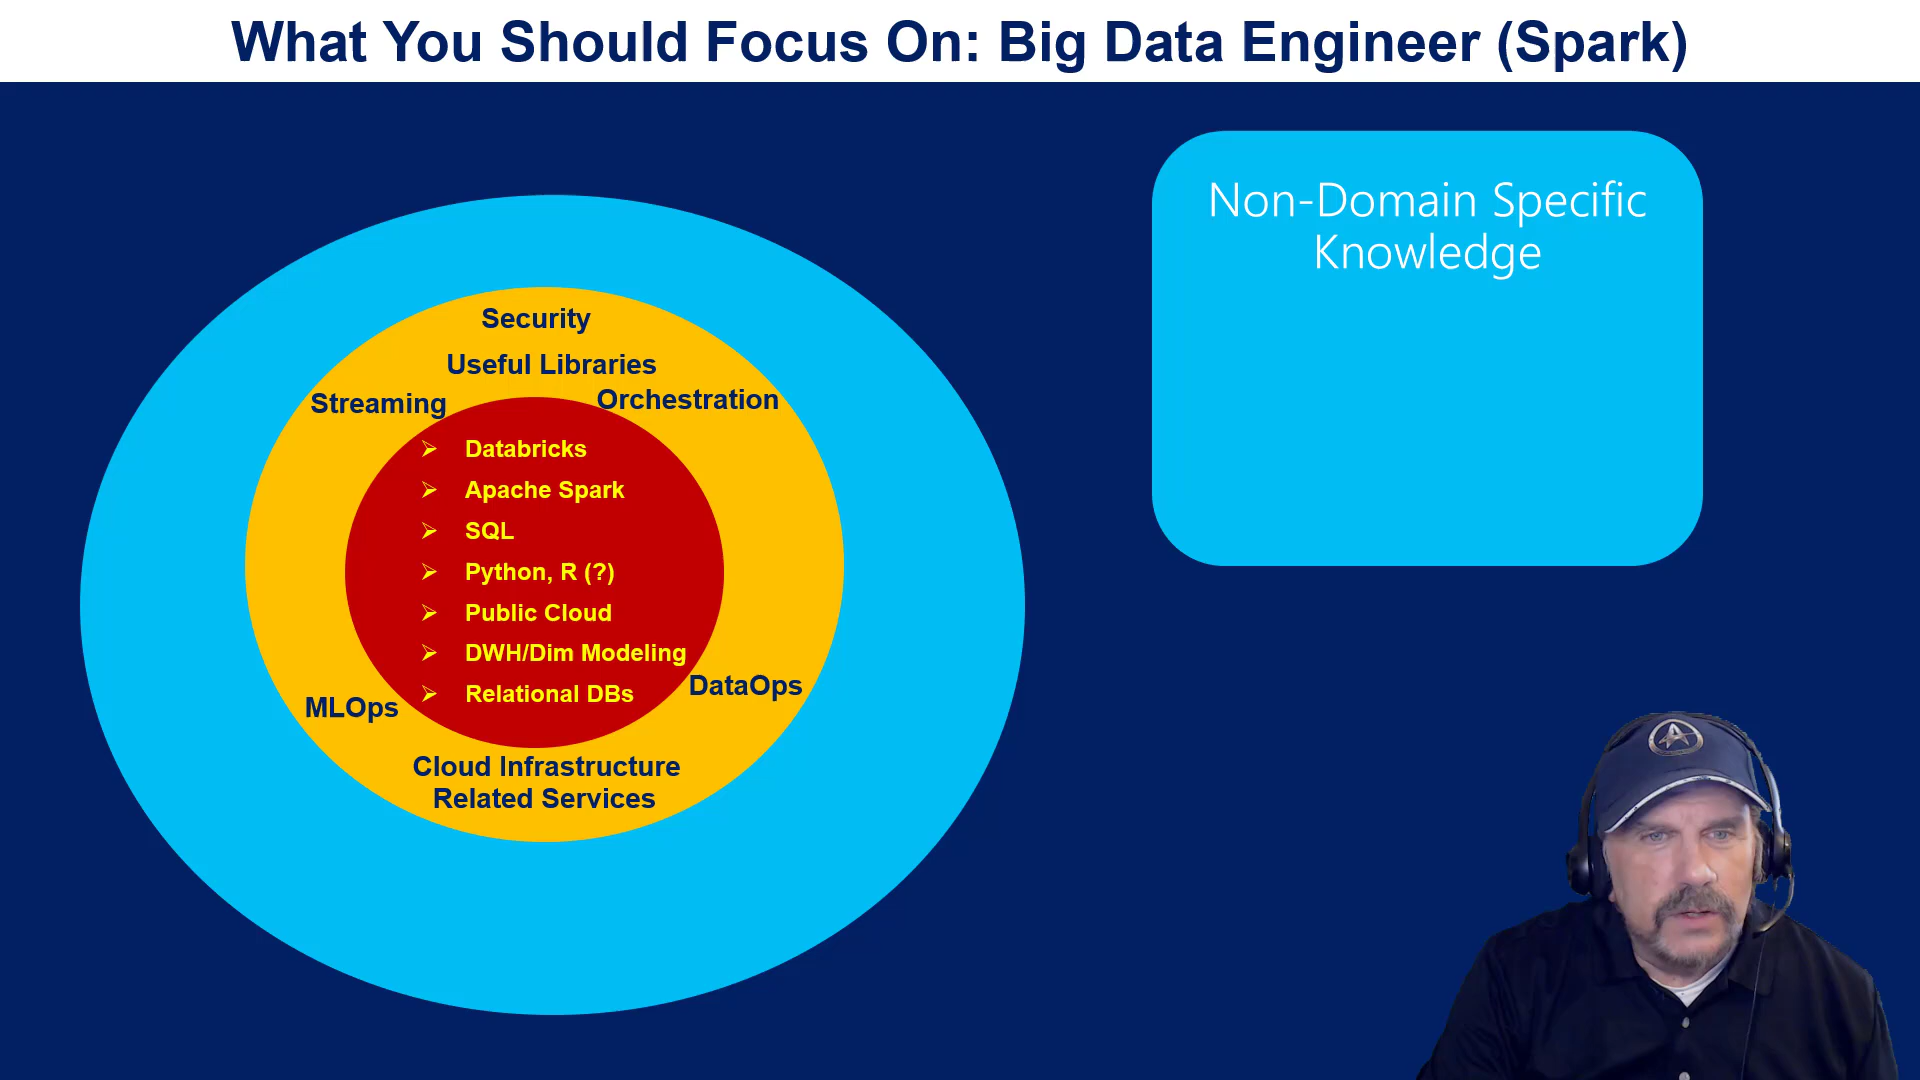 What You Should Focus On: Big Data Engineer (Spark)
Non-Domain Specific
Knowledge
Security
Useful Libraries
Streaming
Orchestration
Databricks
Apache Spark
SQL
Python, R (?)
Public Cloud
DWH/Dim Modeling
Relational DBs
MLOps
DataOps
Cloud Infrastructure
Related Services